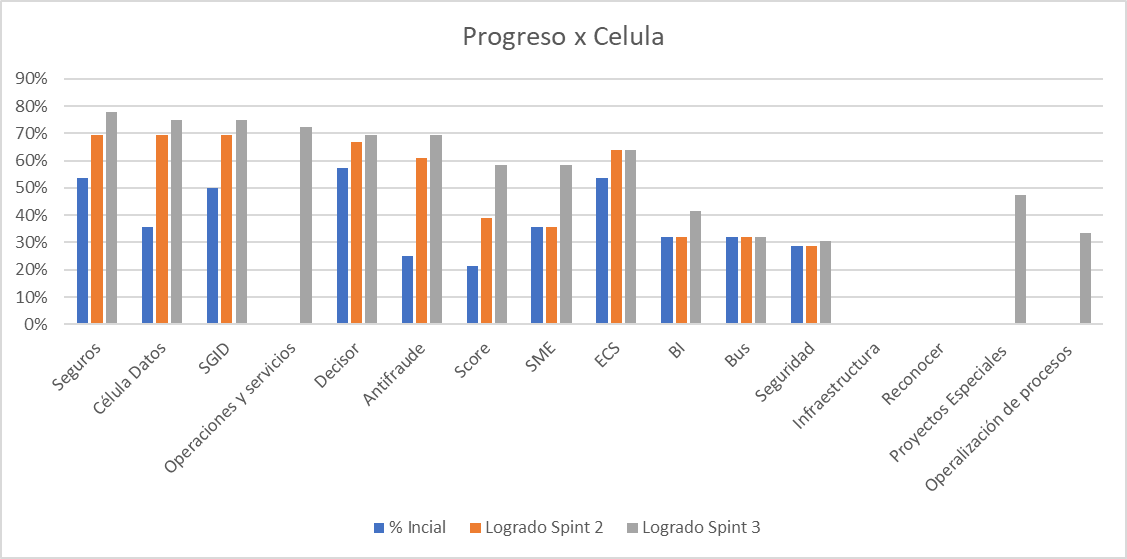 Progreso x Celula
90%
80%
70%
60%
50%
40%
30%
20%
10%
0%
Seguros
Célula Datos
SGID
Operaciones y servicios
Decisor
Antifraude
Score
SME
ECS
BI
Bus
Seguridad
Infraestructura
Reconocer
Proyectos Especiales
Operalización de procesos
% Incial
Logrado Spint 2
Logrado Spint 3